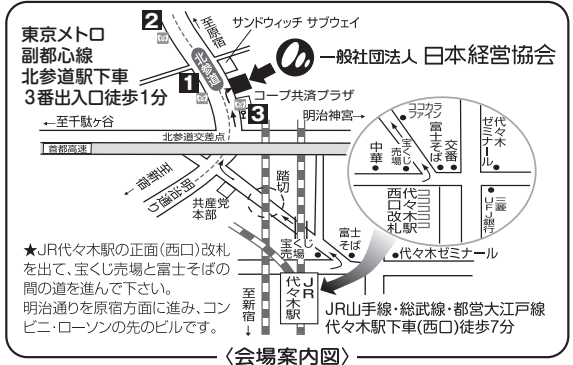 東京メトロ
副都心線
北参道駅下車
3番出入口徒歩1分
2
至原宿
サンドウィッチ サブウェイ
一般社団法人 日本経営協会
北参道
1
コープ共済プラザ
3
←至千駄ヶ谷
明治神宮→
北参道交差点
首都高速
至新宿
明治通り
共産党
本部
踏切
宝くじ
売場
富士
そば
代々木ゼミナール
JR
代々木駅
至新宿
ココカラ
ファイン
代々木
ゼミナール
中華
宝くじ
売場
富士そば
交番
代々木駅
西口改札
三菱
UFJ銀行
★JR代々木駅の正面(西口)改札
を出て、宝くじ売場と富士そばの
間の道を進んで下さい。
明治通りを原宿方面に進み、コン
ビニ・ローソンの先のビルです。
JR山手線・総武線・都営大江戸線
代々木駅下車(西口)徒歩7分
〈会場案内図〉